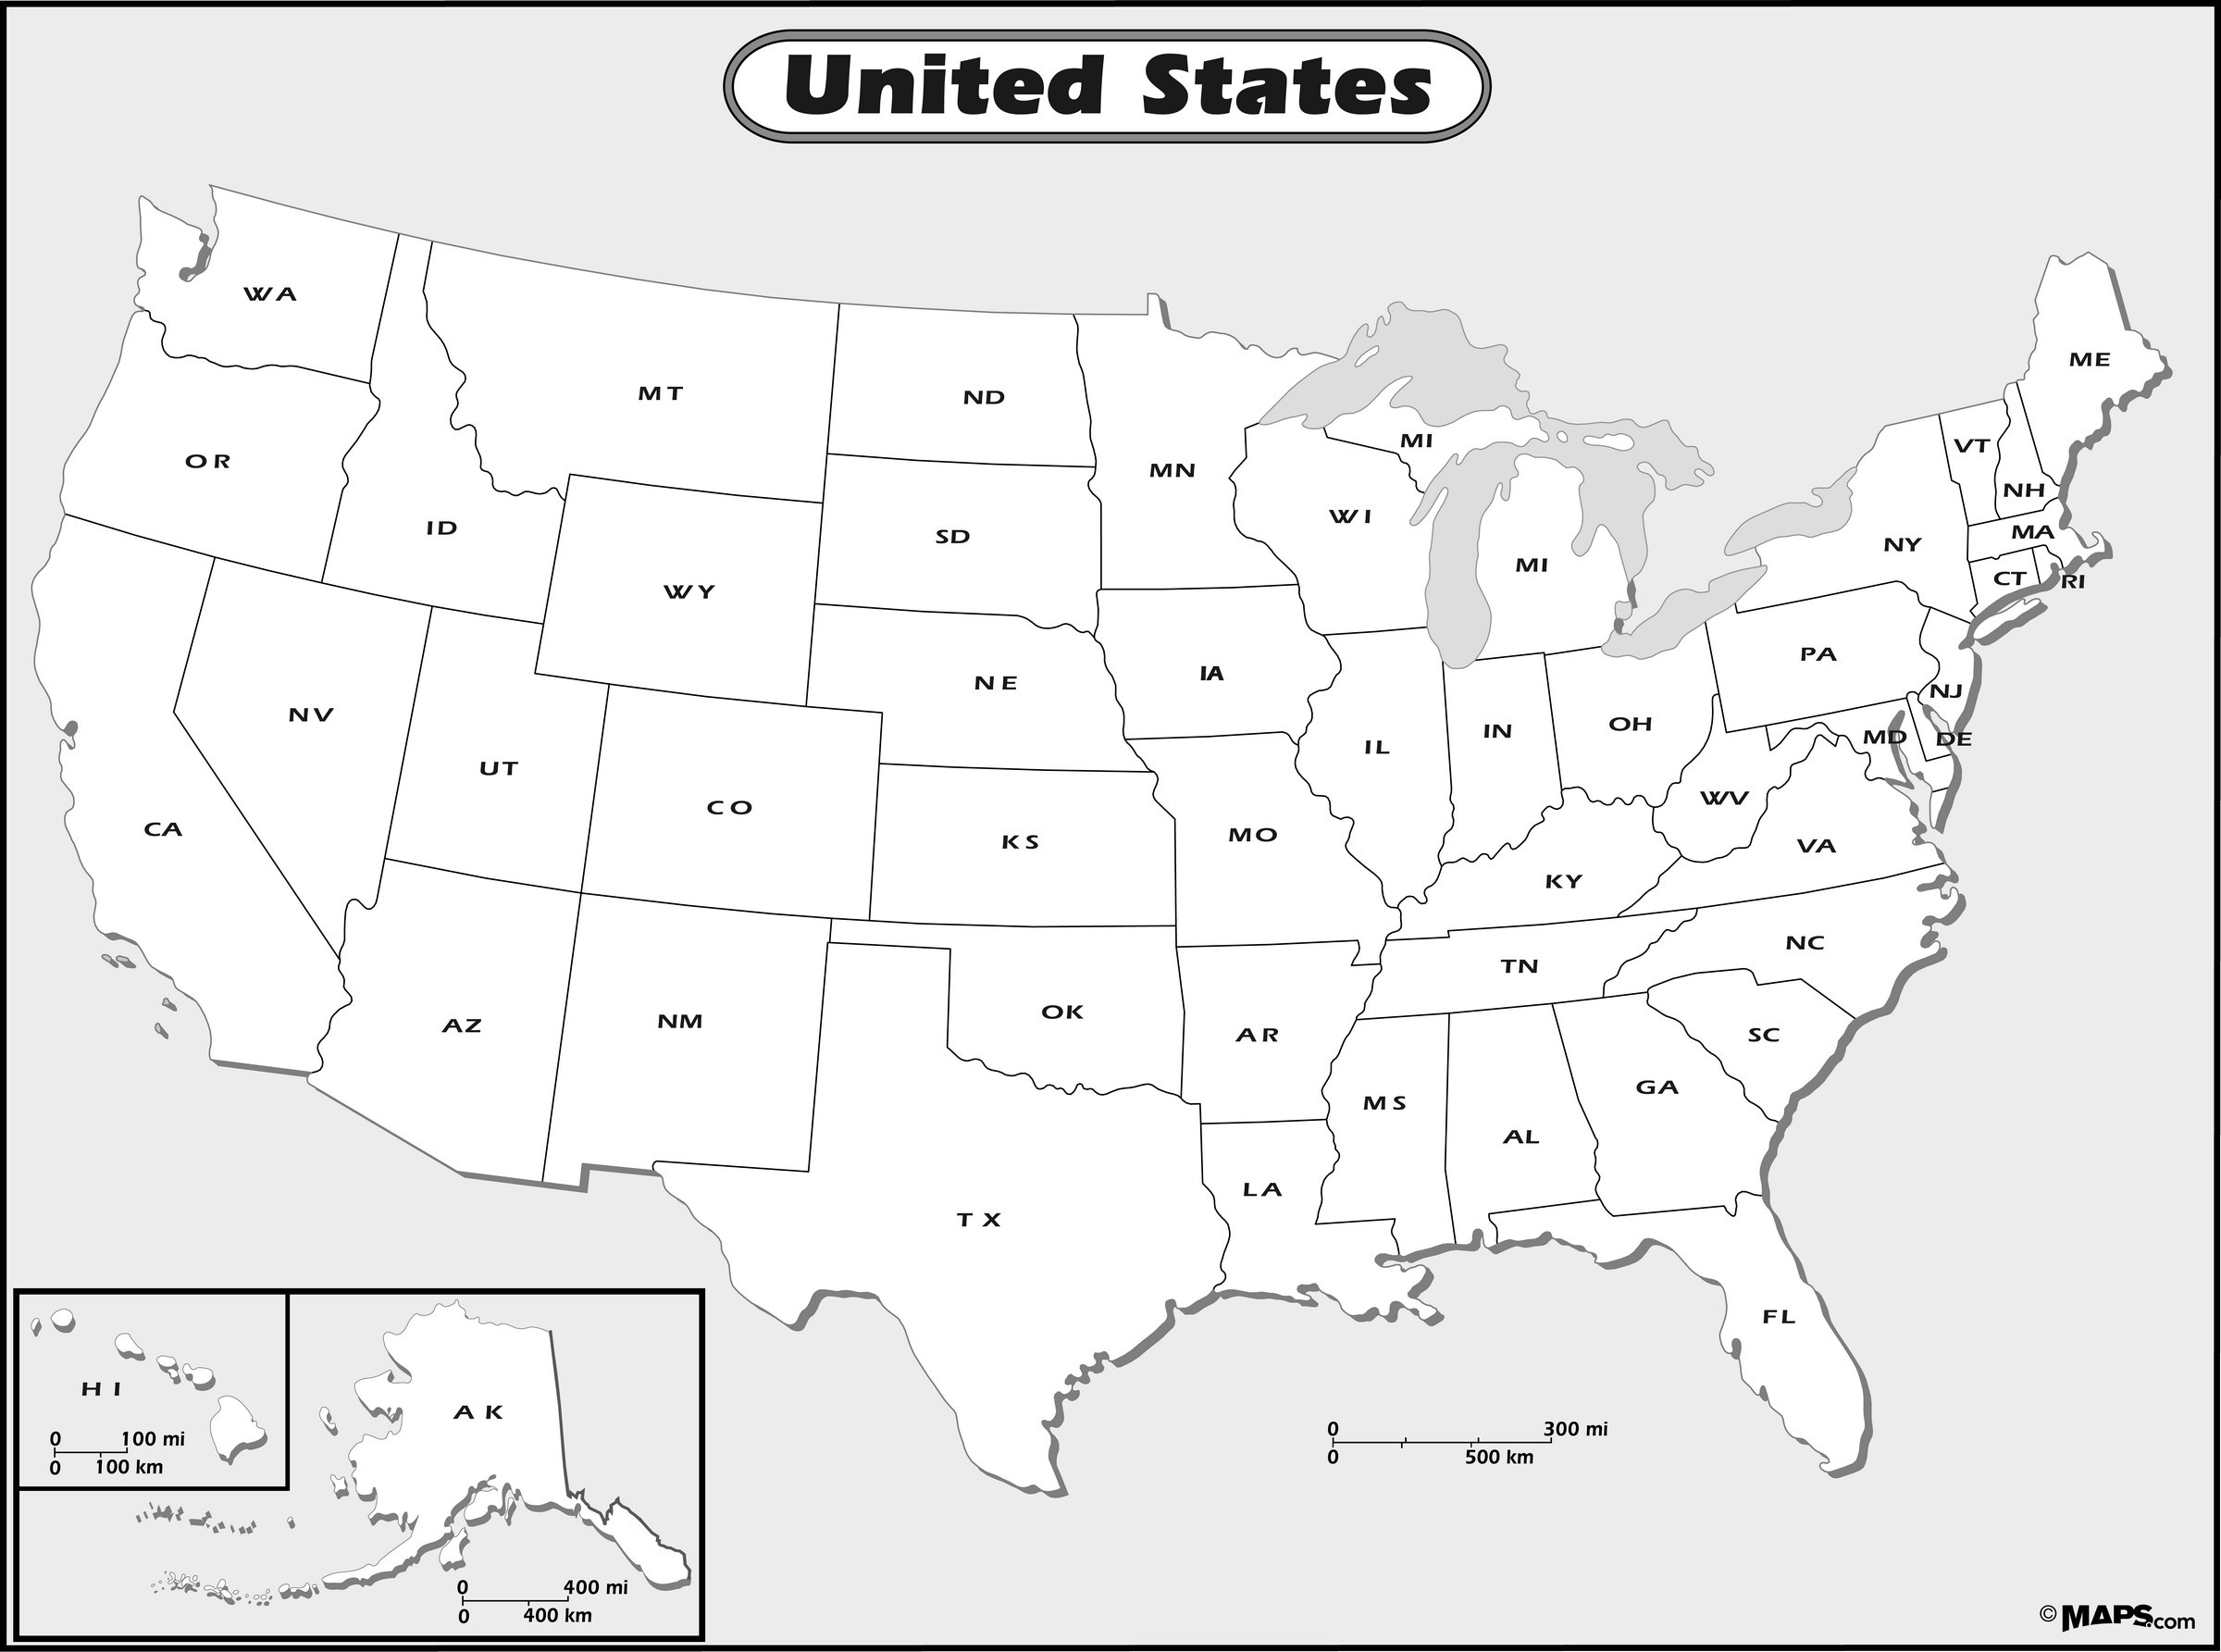 United States
WA
OR
CA
ID
NV
MT
WY
UT
CO
AZ
NM
ND
SD
NE
KS
OK
TX
MN
IA
MO
AR
LA
WI
MI
MI
IL
IN
OH
KY
TN
MS
AL
GA
FL
SC
NC
VA
WV
PA
NY
VT
NH
ME
MA
CT
RI
NJ
MD
DE
HI
0 100 mi
0 100 km
AK
0 400 mi
0 400 km
0 300 mi
0 500 km
© MAPS.com